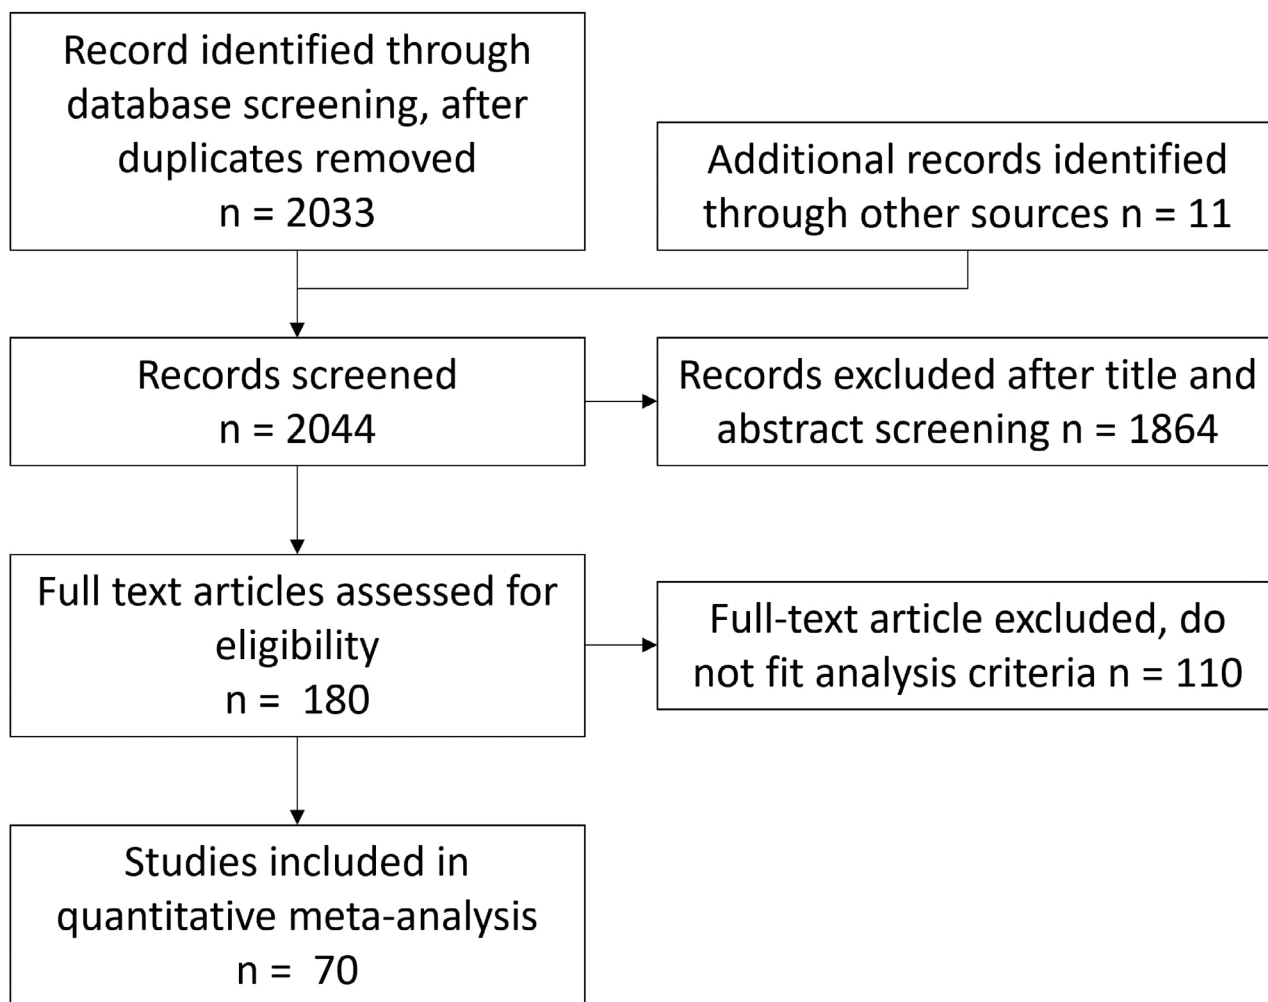 Record identified through
database screening, after
duplicates removed
n = 2033
Additional records identified
through other sources n = 11
Records screened
n = 2044
Records excluded after title and
abstract screening n = 1864
Full text articles assessed for
eligibility
n =  180
Full-text article excluded, do
not fit analysis criteria n = 110
Studies included in
quantitative meta-analysis
n =  70